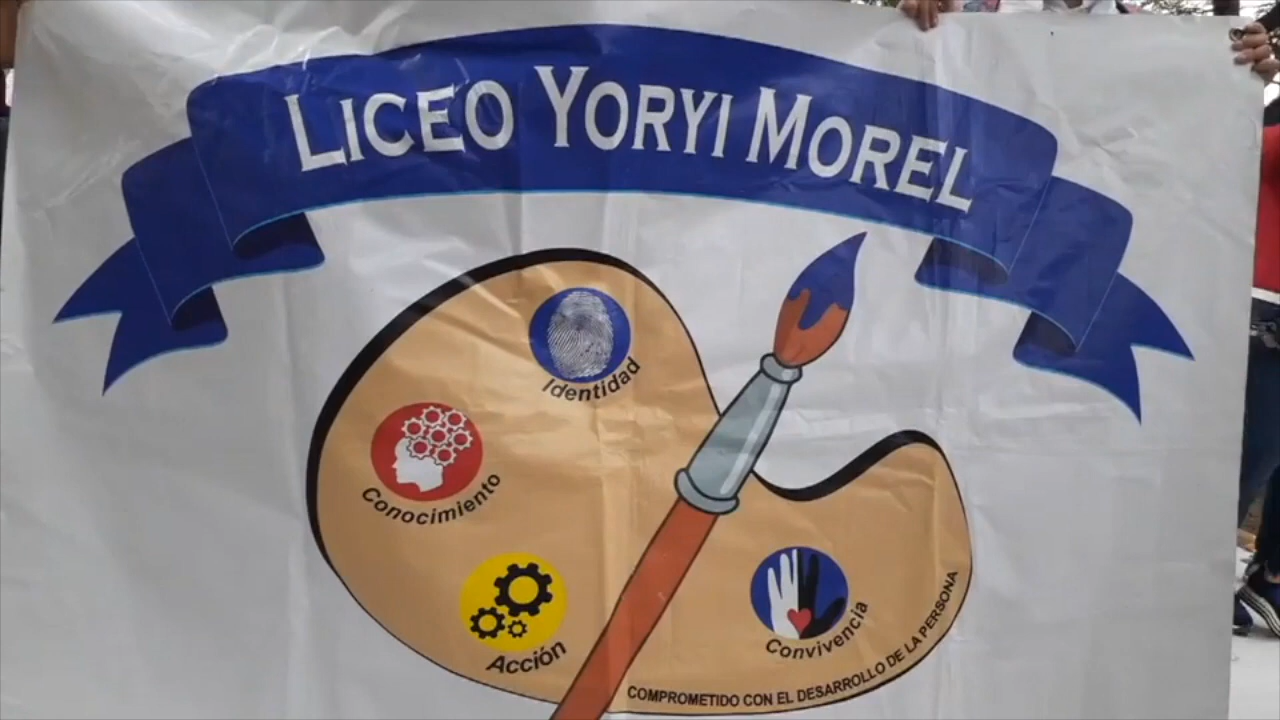 LICEO YORYI MOREL
Identidad
Conocimiento
Acción
Convivencia
COMPROMETIDO CON EL DESARROLLO DE LA PERSONA